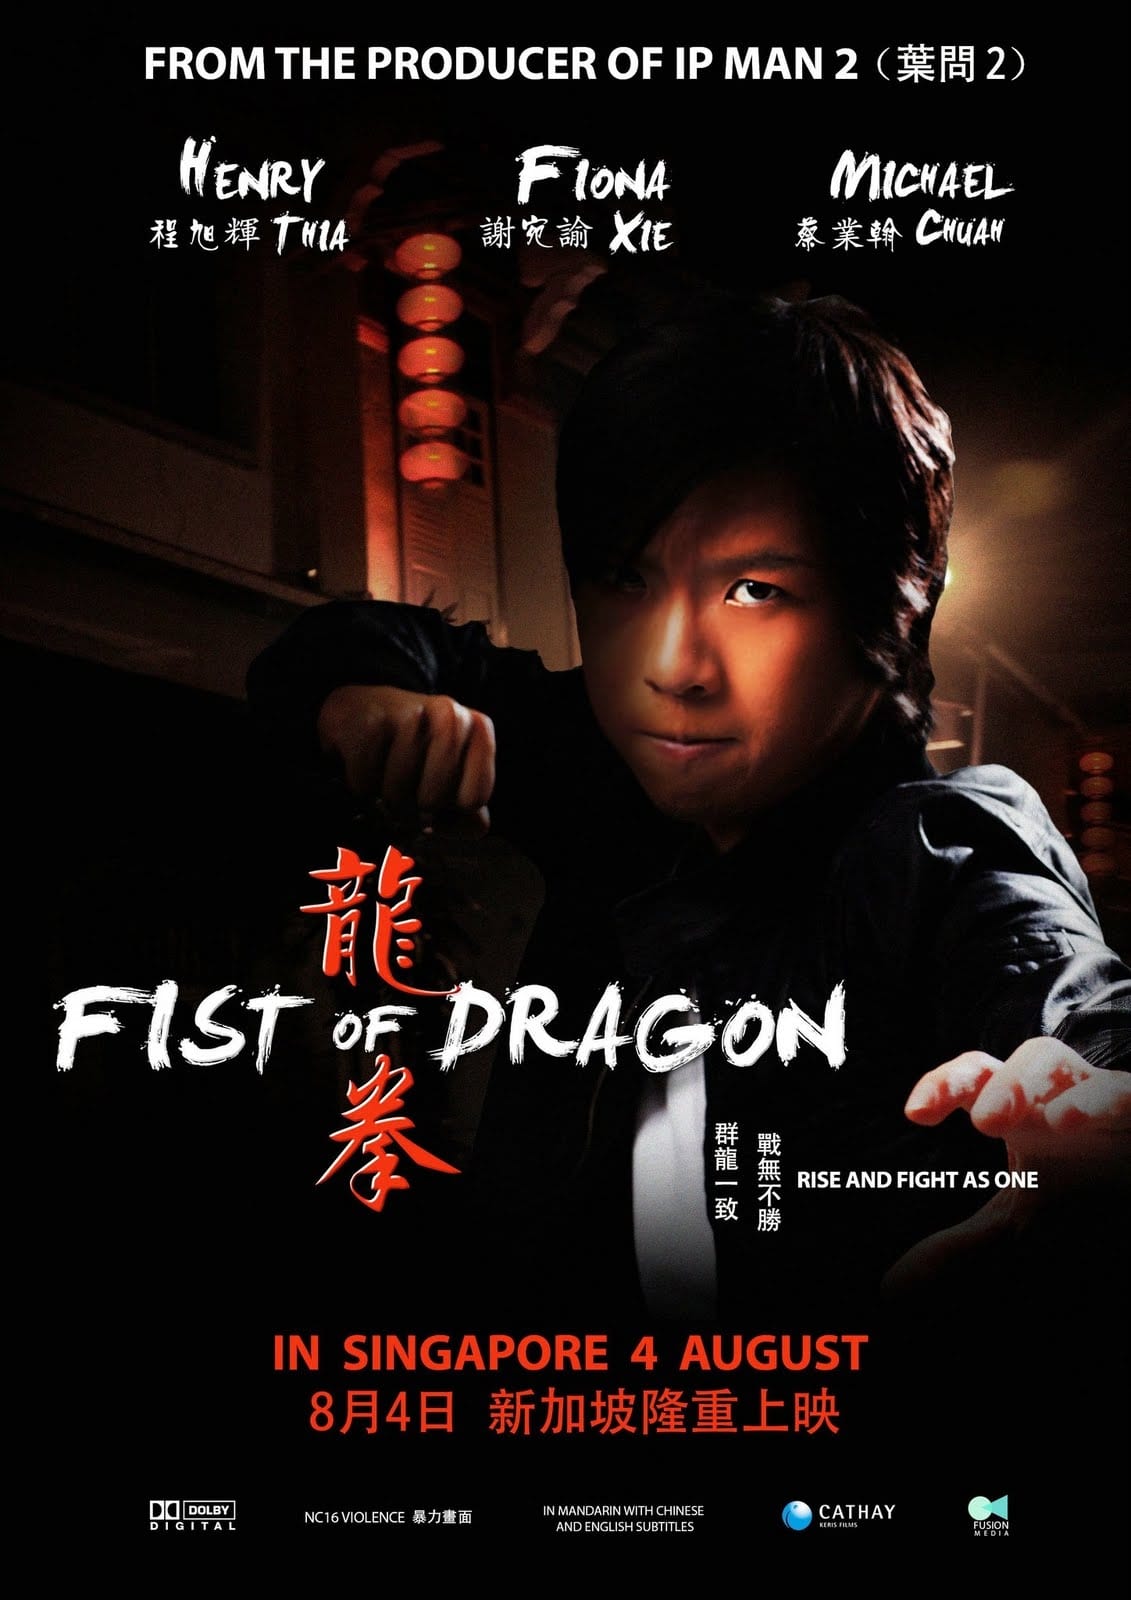 FROM THE PRODUCER OF IP MAN 2（葉問 2）
HENRY
程旭輝 THIA
FIONA
謝宛諭 XIE
MICHAEL
蔡業翰 CHUAH
龍
FIST OF DRAGON
拳
群龍一致
戰無不勝
RISE AND FIGHT AS ONE
IN SINGAPORE 4 AUGUST
8月4日 新加坡隆重上映
DOLBY
DIGITAL
NC16 VIOLENCE 暴力畫面
IN MANDARIN WITH CHINESE
AND ENGLISH SUBTITLES
CATHAY
KERIS FILMS
FUSION
MEDIA